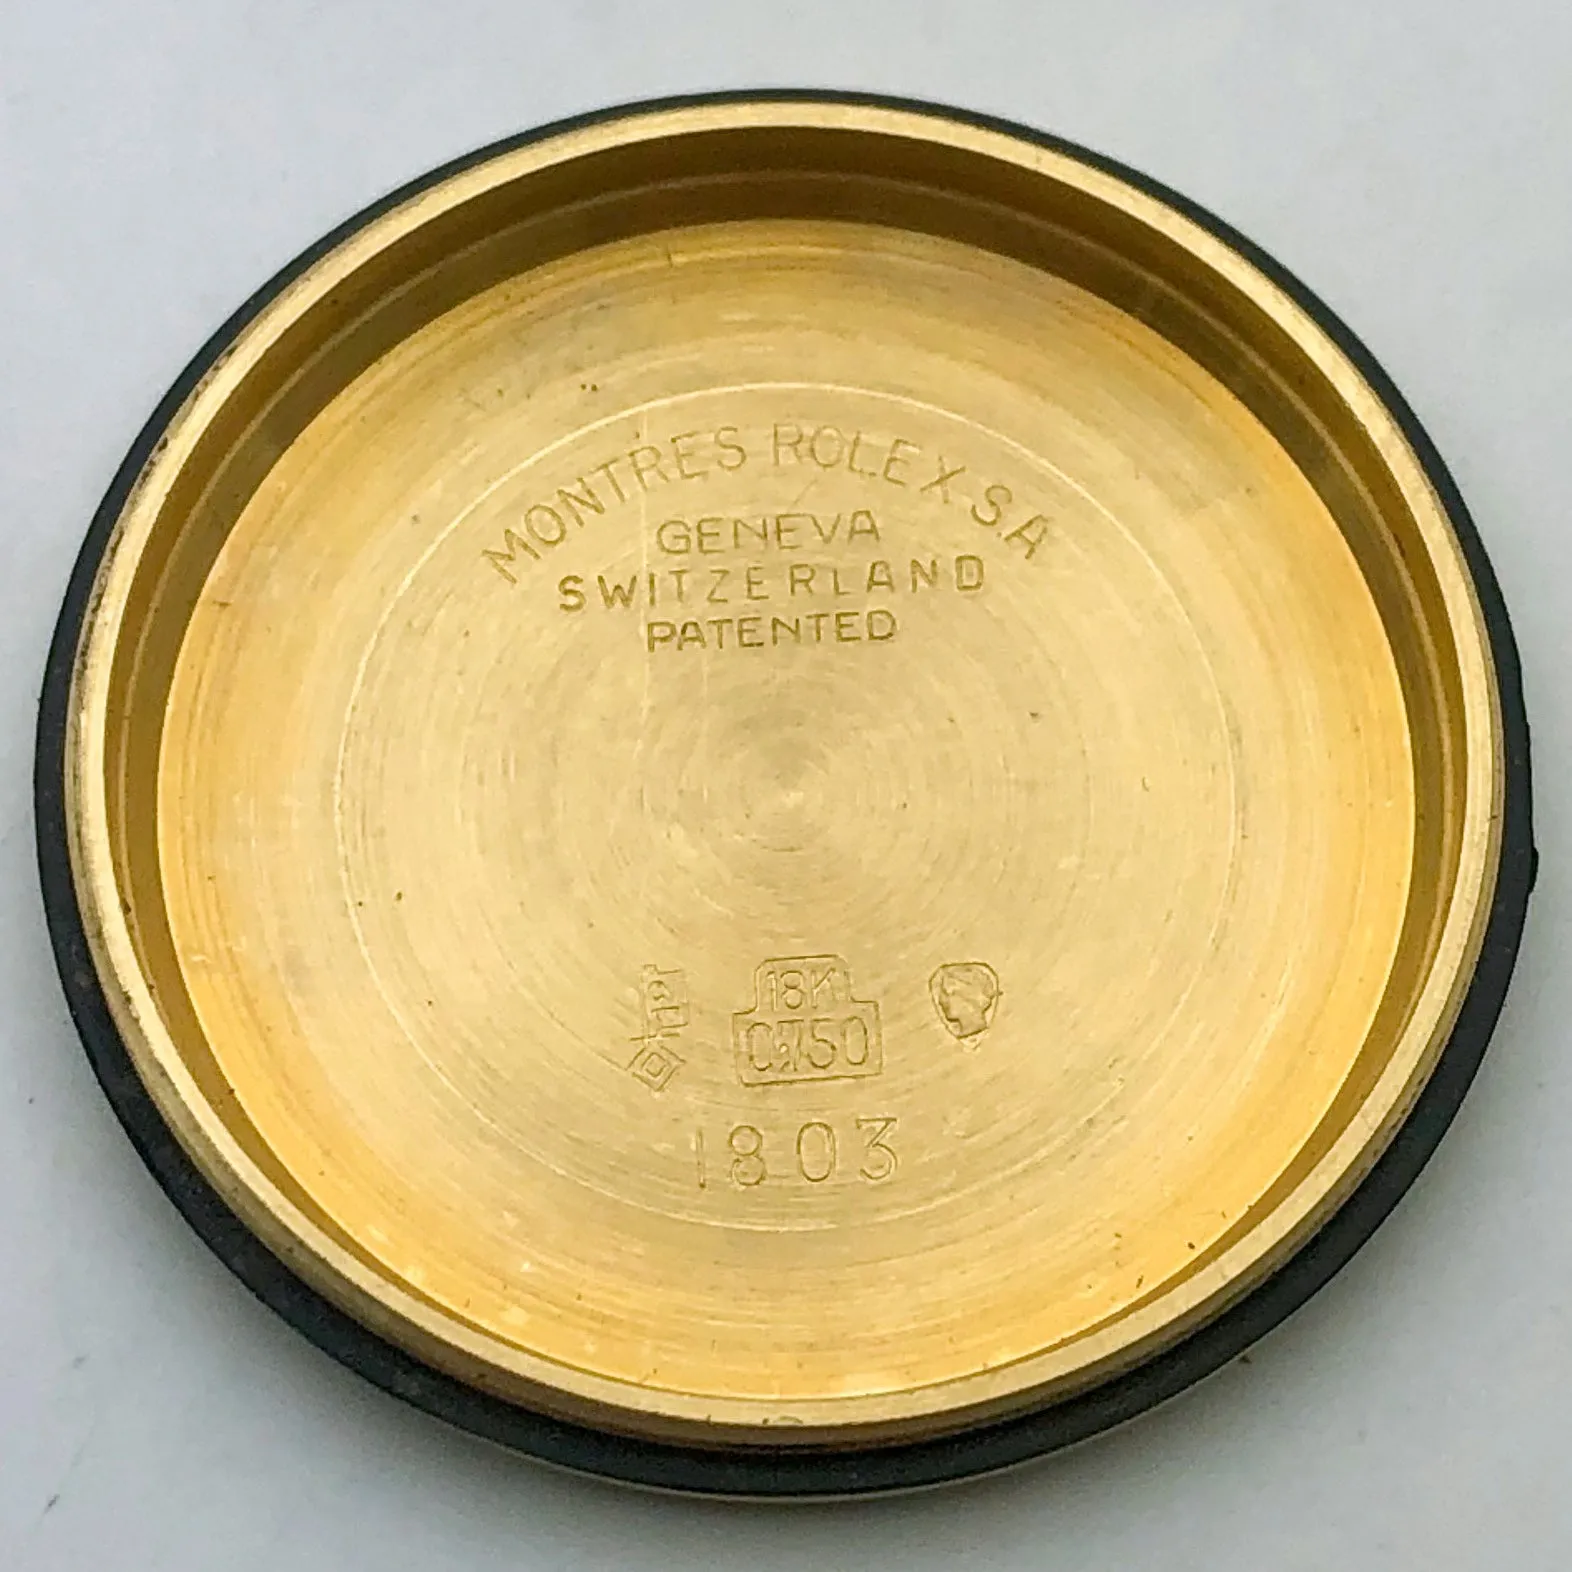 MONTRES ROLEX S.A
GENEVA
SWITZERLAND
PATENTED
18K
0.750
1803